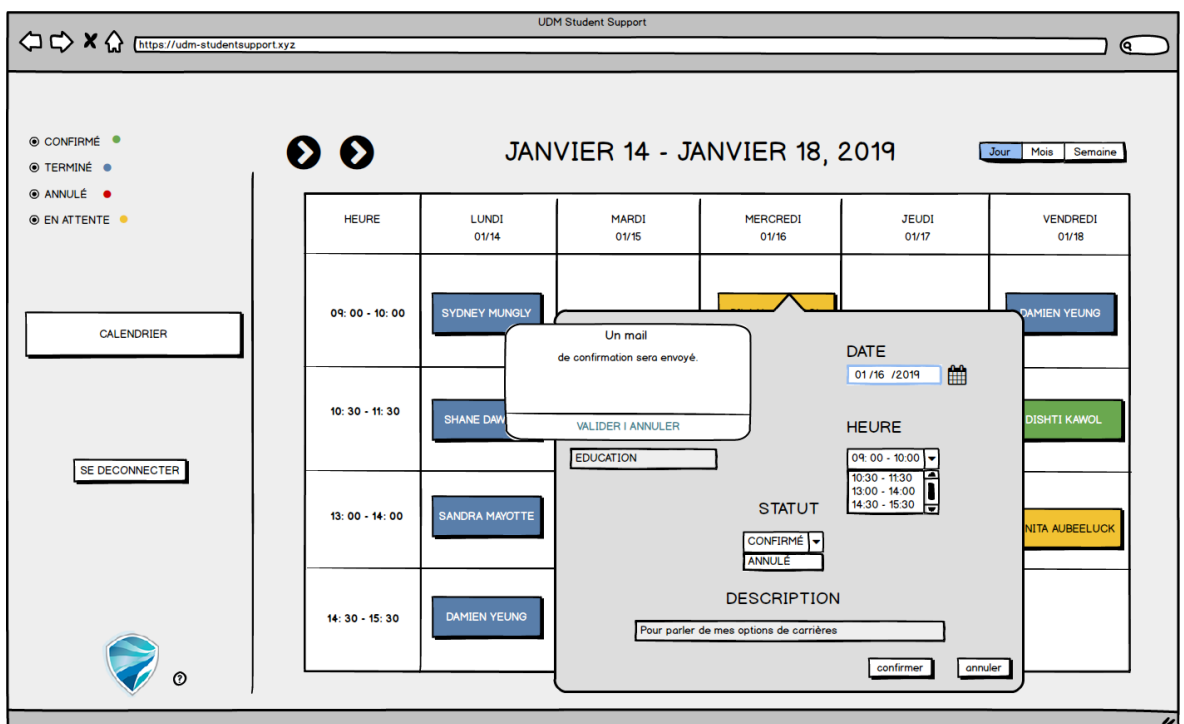 UDM Student Support
https://udm-studentsupport.xyz
CONFIRMÉ
TERMINÉ
ANNULÉ
EN ATTENTE
JANVIER 14 - JANVIER 18, 2019
Jour Mois Semaine
HEURE LUNDI MARDI MERCREDI JEUDI VENDREDI
01/14 01/15 01/16 01/17 01/18
09: 00 - 10: 00 SYDNEY MUNGLY DAMIEN YEUNG
CALENDRIER
Un mail
de confirmation sera envoyé.
VALIDER | ANNULER
DATE
01 /16 /2019
10: 30 - 11: 30 SHANE DISHTI KAWOL
HEURE
EDUCATION
09: 00 - 10:00
10:30 - 11:30
13:00 - 14:00
14:30 - 15:30
SE DECONNECTER
13: 00 - 14: 00 SANDRA MAYOTTE AUBEELUCK
STATUT
CONFIRMÉ
ANNULÉ
DESCRIPTION
14: 30 - 15: 30 DAMIEN YEUNG
Pour parler de mes options de carrières
confirmer annuler
?